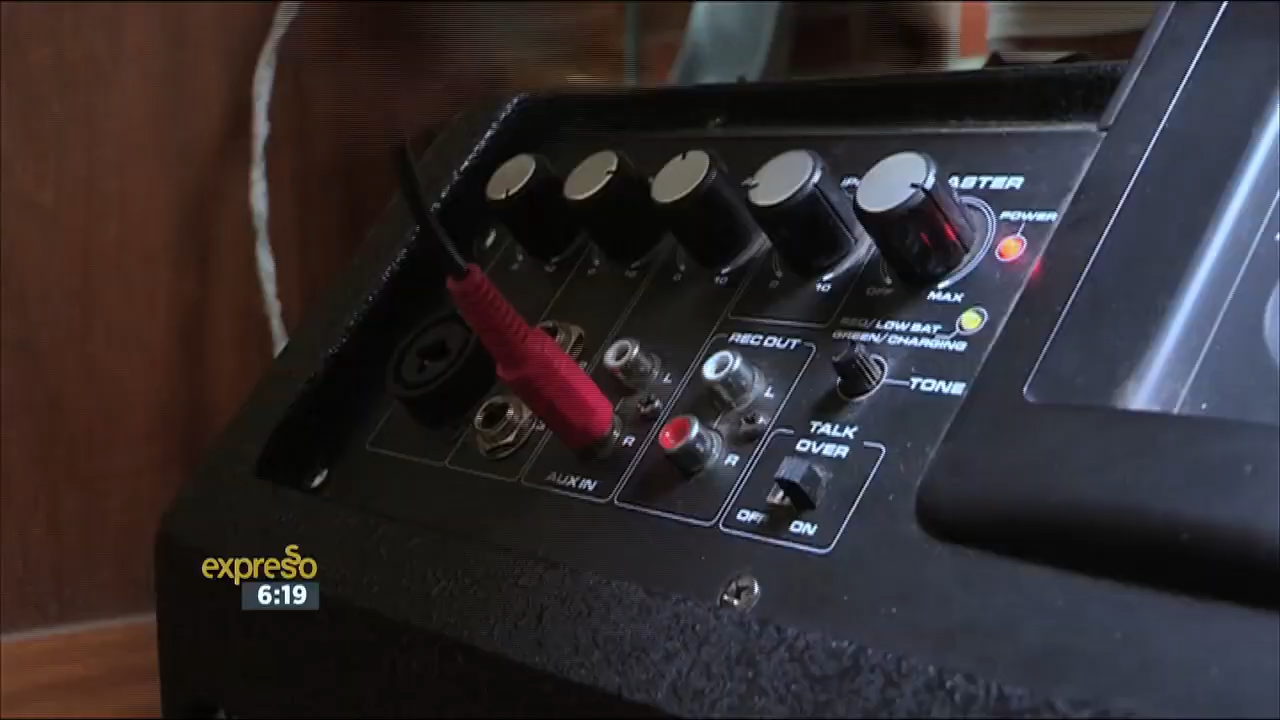 ASTER
POWER
10
10
OFF
MAX
RED/LOW BAT
GREEN/CHARGING
REC OUT
L
L
TONE
R
R
TALK
OVER
AUX IN
OFF
ON
expresso
6:19